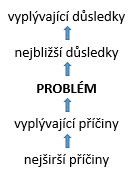 vyplývající důsledky
nejbližší důsledky
PROBLÉM
vyplývající příčiny
nejširší příčiny